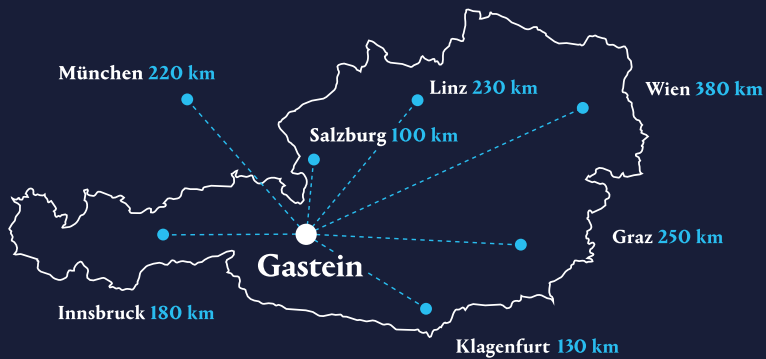 München 220 km
Linz 230 km
Wien 380 km
Salzburg 100 km
Graz 250 km
Gastein
Innsbruck 180 km
Klagenfurt 130 km